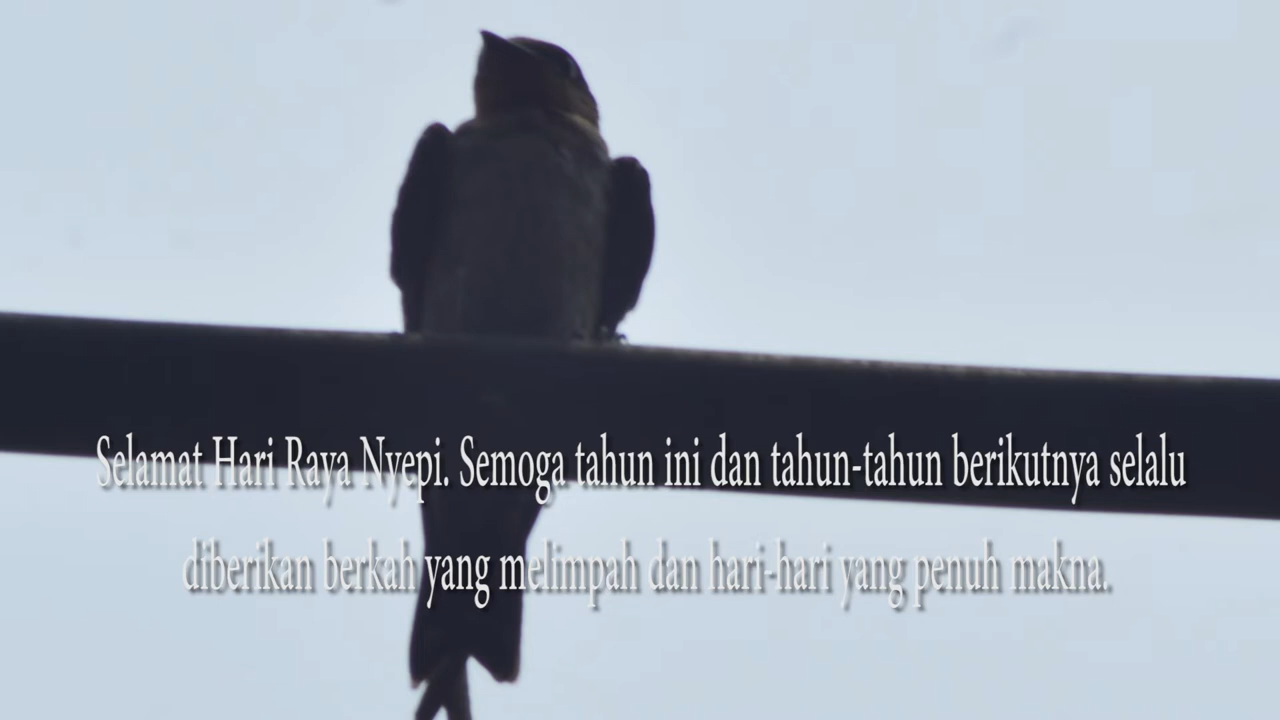 Selamat Hari Raya Nyepi. Semoga tahun ini dan tahun-tahun berikutnya selalu
diberikan berkah yang melimpah dan hari-hari yang penuh makna.